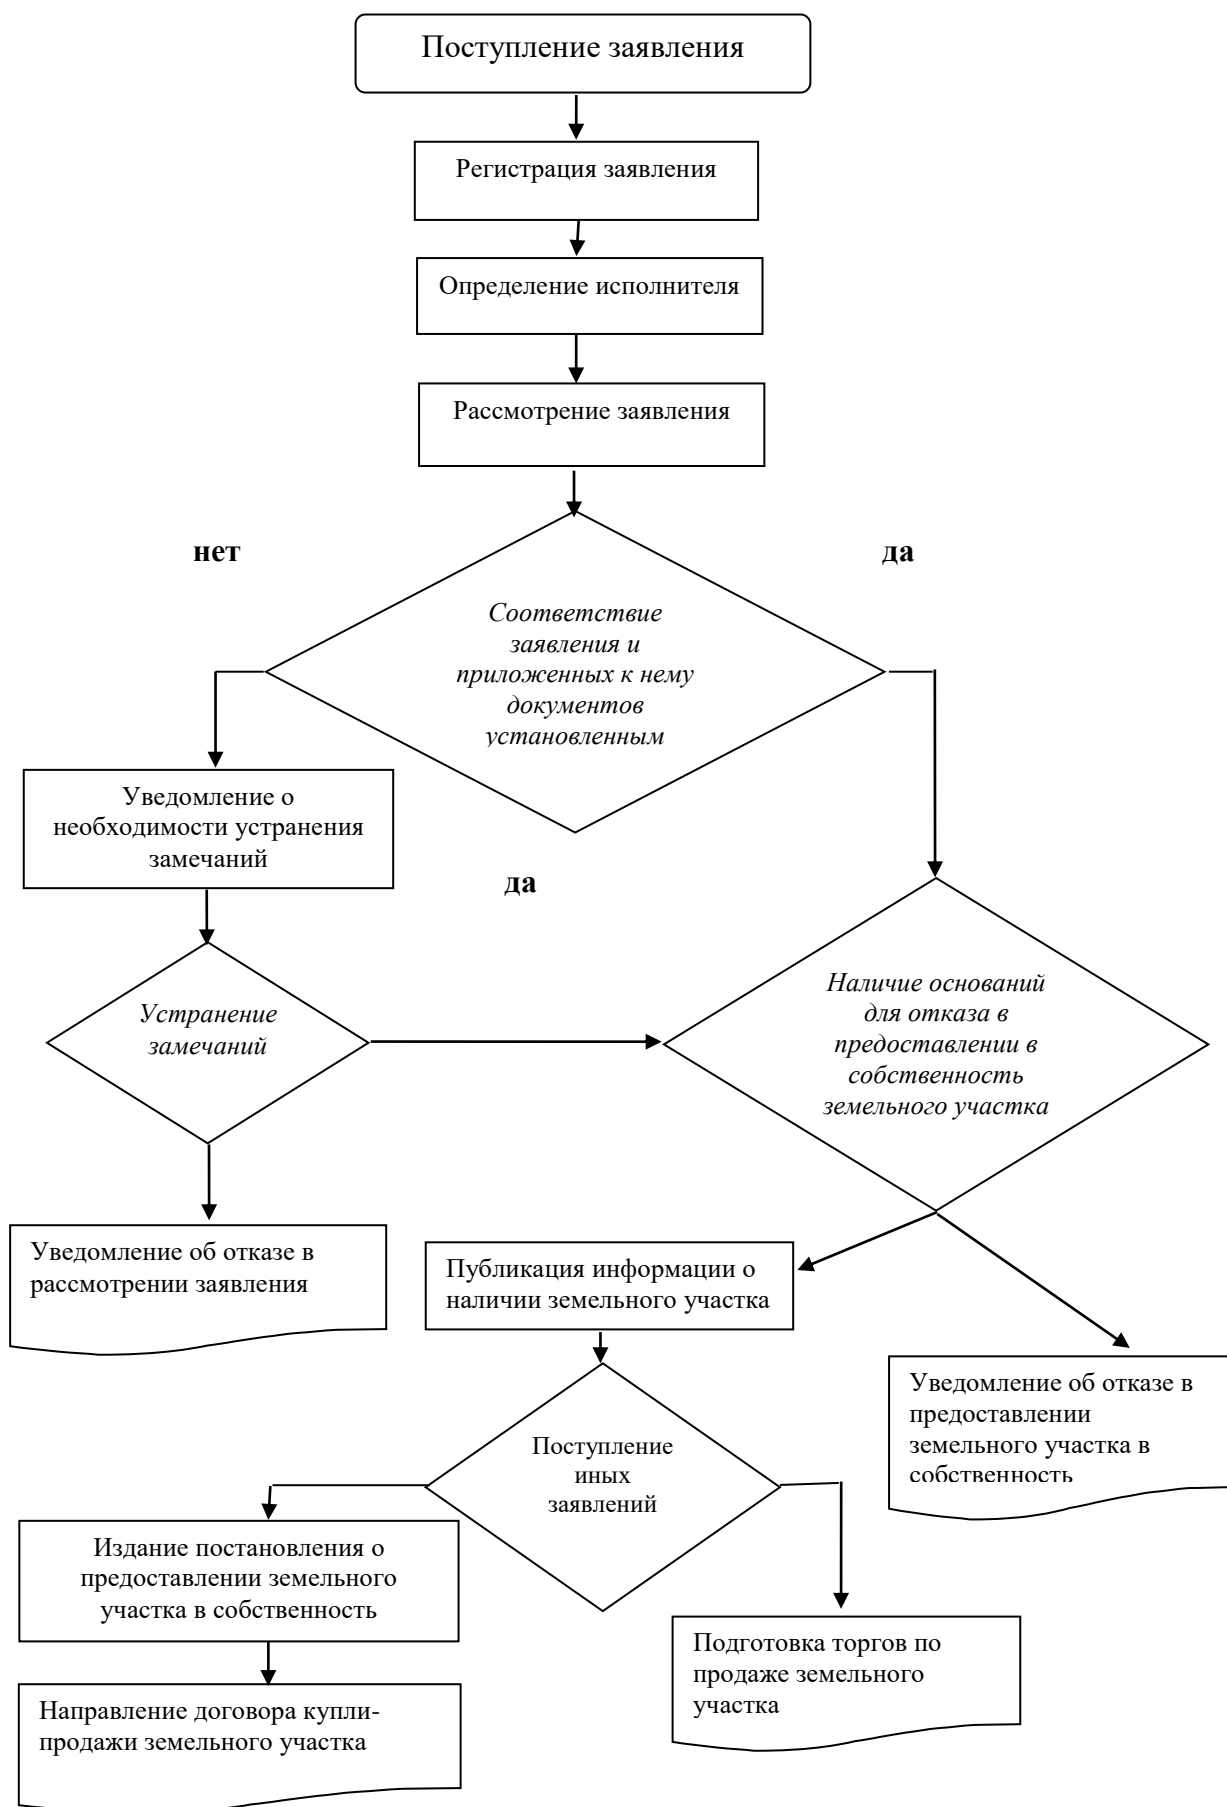 Поступление заявления
Регистрация заявления
Определение исполнителя
Рассмотрение заявления
нет
да
Соответствие
заявления и
приложенных к нему
документов
установленным
Уведомление о
необходимости устранения
замечаний
да
Устранение
замечаний
Наличие оснований
для отказа в
предоставлении в
собственность
земельного участка
Уведомление об отказе в
рассмотрении заявления
Публикация информации о
наличии земельного участка
Уведомление об отказе в
предоставлении
земельного участка в
собственность
Поступление
иных
заявлений
Издание постановления о
предоставлении земельного
участка в собственность
Подготовка торгов по
продаже земельного
участка
Направление договора купли-
продажи земельного участка